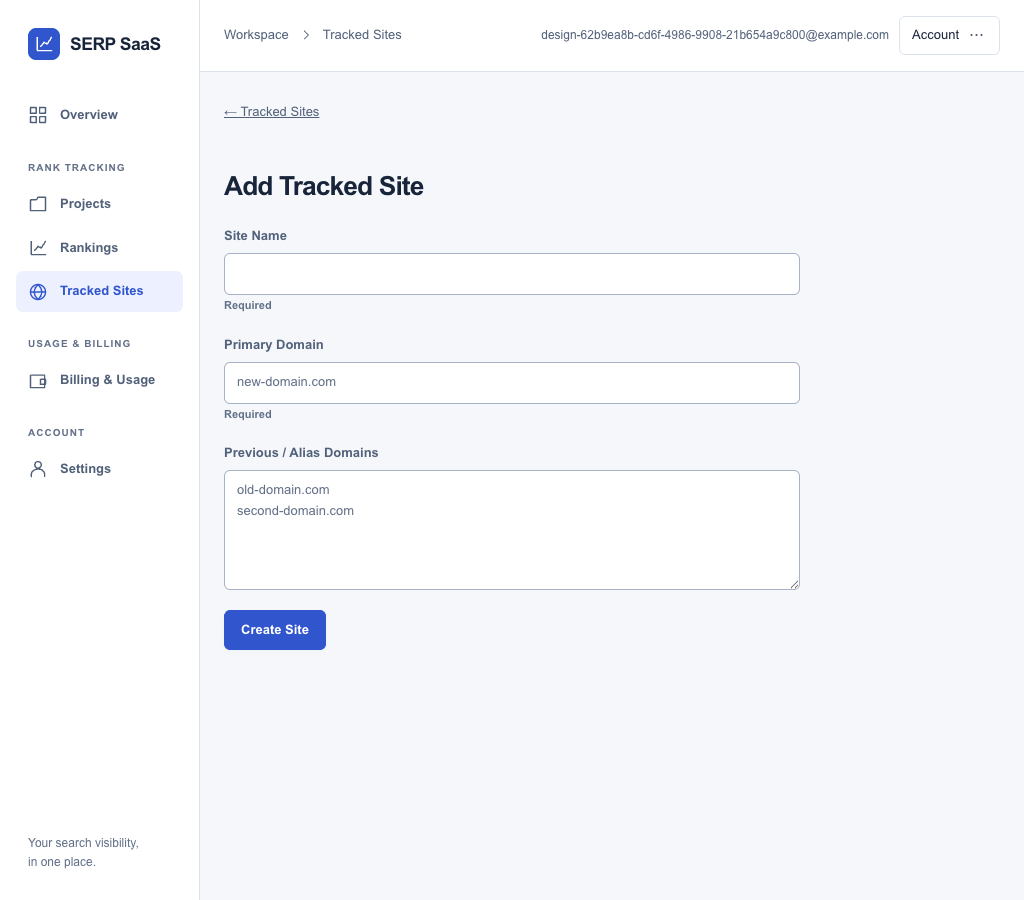 SERP SaaS
Overview
RANK TRACKING
Projects
Rankings
Tracked Sites
USAGE & BILLING
Billing & Usage
ACCOUNT
Settings
Your search visibility,
in one place.
Workspace > Tracked Sites
design-62b9ea8b-cd6f-4986-9908-21b654a9c800@example.com
Account ···
← Tracked Sites
Add Tracked Site
Site Name
Required
Primary Domain
new-domain.com
Required
Previous / Alias Domains
old-domain.com
second-domain.com
Create Site